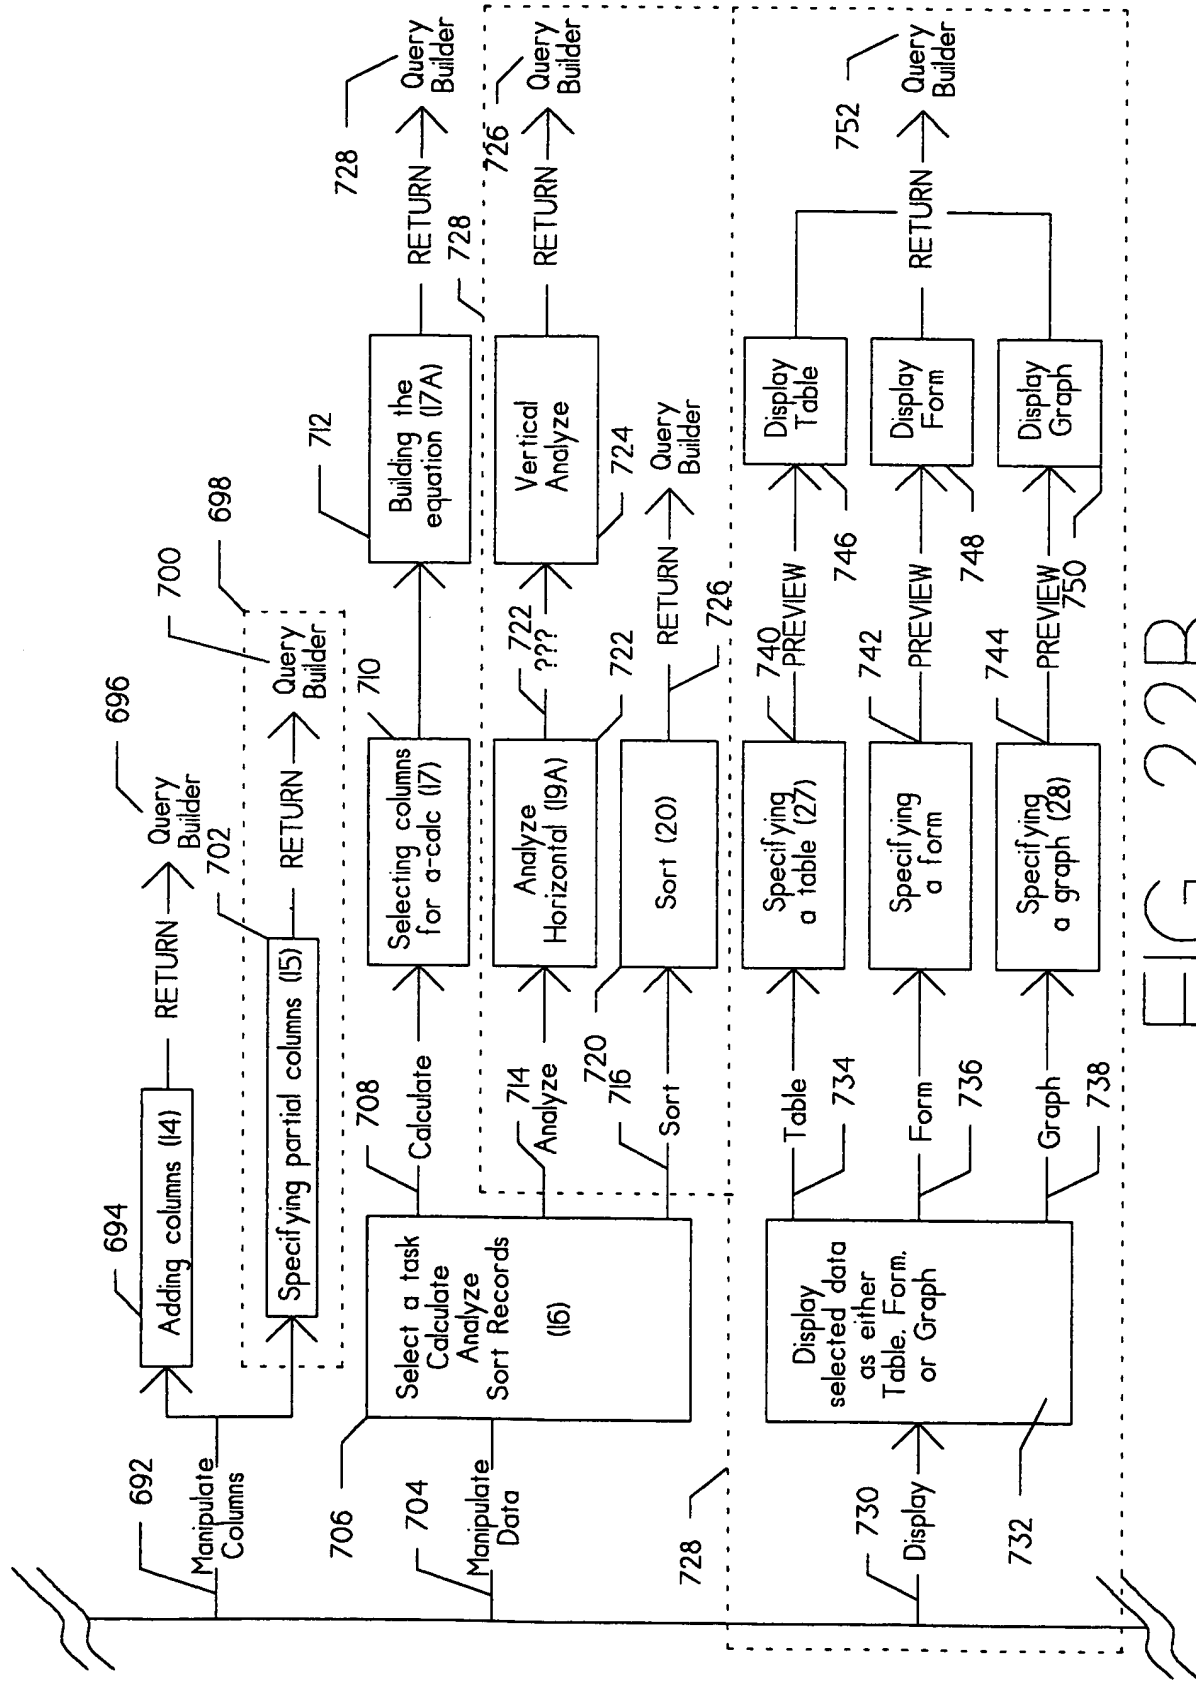 692
Manipulate
Columns
694
Adding columns (14)
RETURN
Query
Builder
696
702
Specifying partial columns (15)
RETURN
Query
Builder
700
698
704
Manipulate
Data
706
Select a task
Calculate
Analyze
Sort Records
(16)
708
Calculate
710
Selecting columns
for a-calc (17)
712
Building the
equation (17A)
RETURN
Query
Builder
728
728
714
Analyze
Analyze
Horizontal (19A)
722
???
722
Vertical
Analyze
724
RETURN
Query
Builder
726
716
Sort
720
Sort (20)
726
RETURN
Query
Builder
728
730
Display
732
Display
selected data
as either
Table. Form.
or Graph
Table
734
Specifying
a table (27)
740
PREVIEW
746
Display
Table
Form
736
Specifying
a form
742
PREVIEW
748
Display
Form
RETURN
Query
Builder
752
Graph
738
Specifying
a graph (28)
744
PREVIEW
750
Display
Graph
FIG. 22B